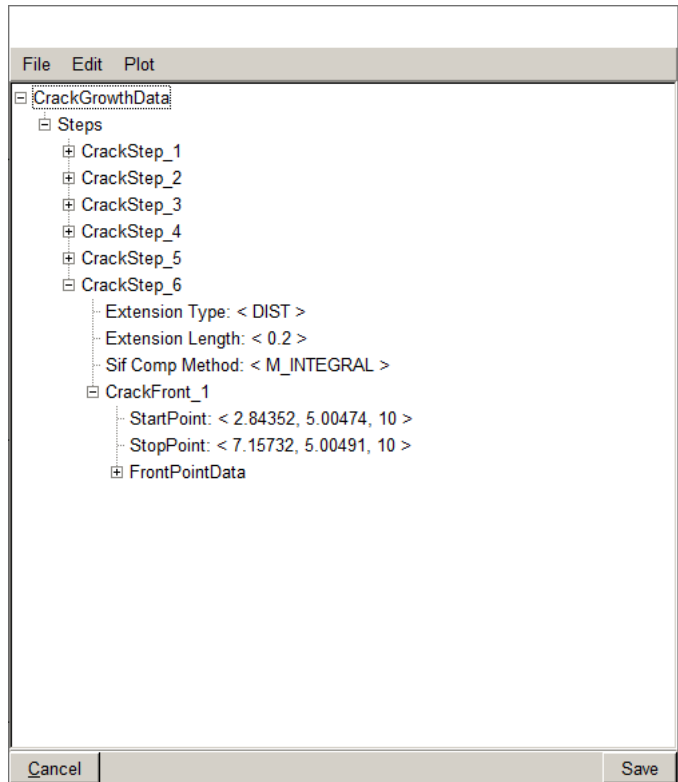 File Edit Plot
CrackGrowthData
Steps
CrackStep_1
CrackStep_2
CrackStep_3
CrackStep_4
CrackStep_5
CrackStep_6
Extension Type: < DIST >
Extension Length: < 0.2 >
Sif Comp Method: < M_INTEGRAL >
CrackFront_1
StartPoint: < 2.84352, 5.00474, 10 >
StopPoint: < 7.15732, 5.00491, 10 >
FrontPointData
Cancel Save